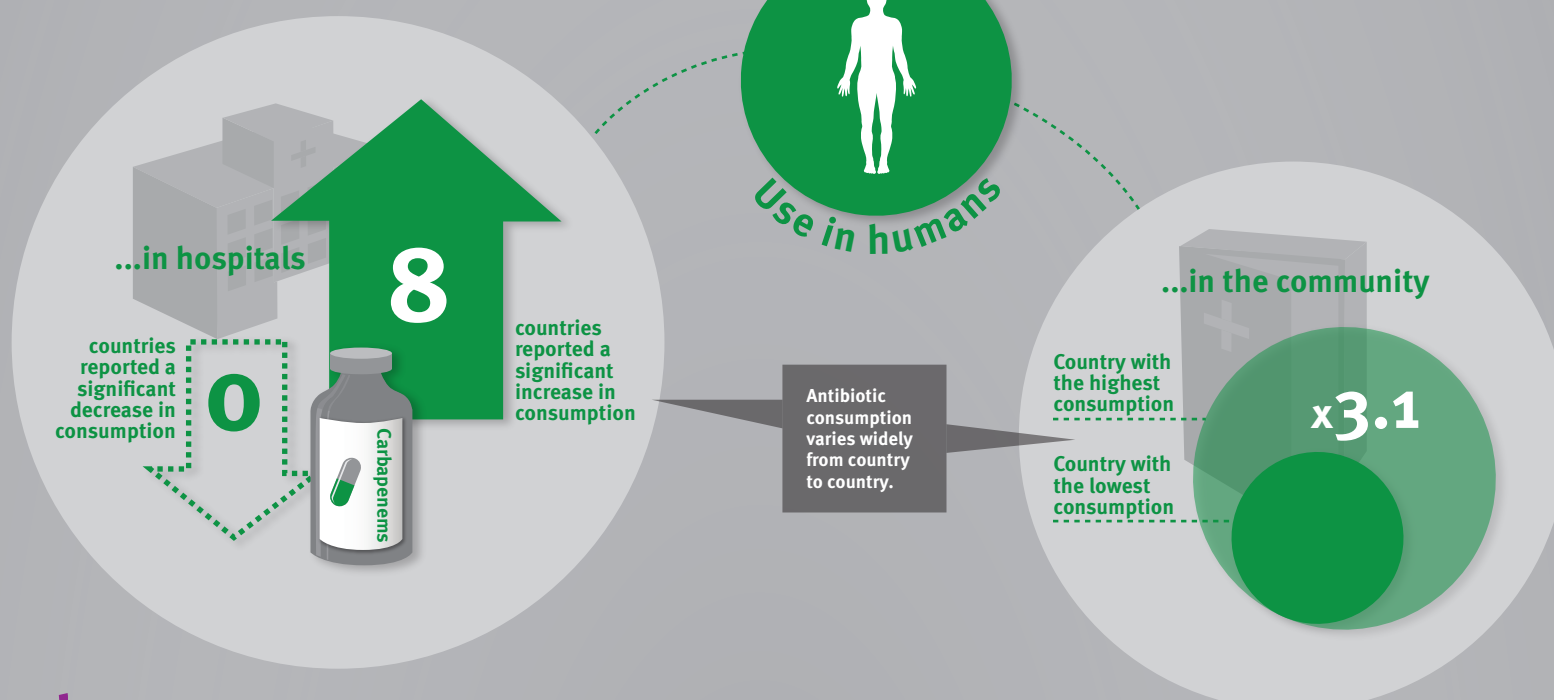 Use in humans
...in hospitals
8
countries
reported a
significant
increase in
consumption
countries
reported a
significant
decrease in
consumption
0
Carbapenems
Antibiotic
consumption
varies widely
from country
to country.
...in the community
Country with
the highest
consumption
x3.1
Country with
the lowest
consumption